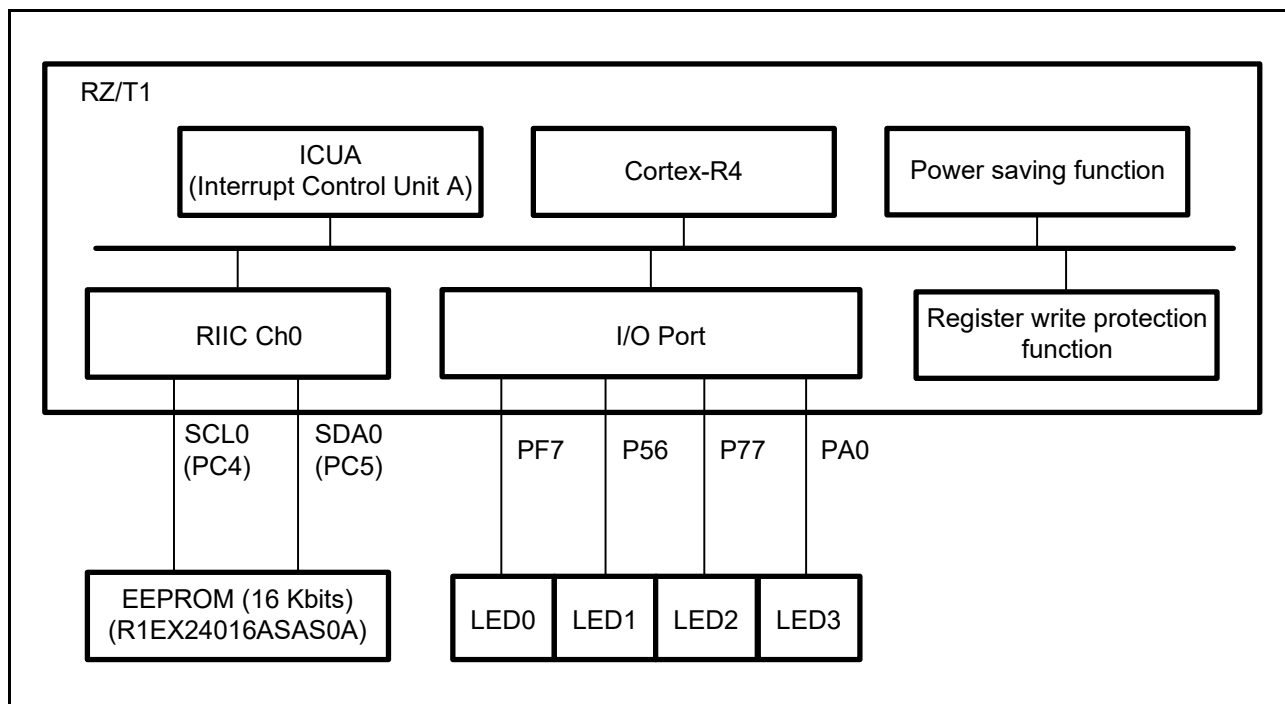 RZ/T1
ICUA
(Interrupt Control Unit A)
Cortex-R4
Power saving function
RIIC Ch0
I/O Port
Register write protection
function
SCL0
(PC4)
SDA0
(PC5)
PF7
P56
P77
PA0
EEPROM (16 Kbits)
(R1EX24016ASAS0A)
LED0
LED1
LED2
LED3